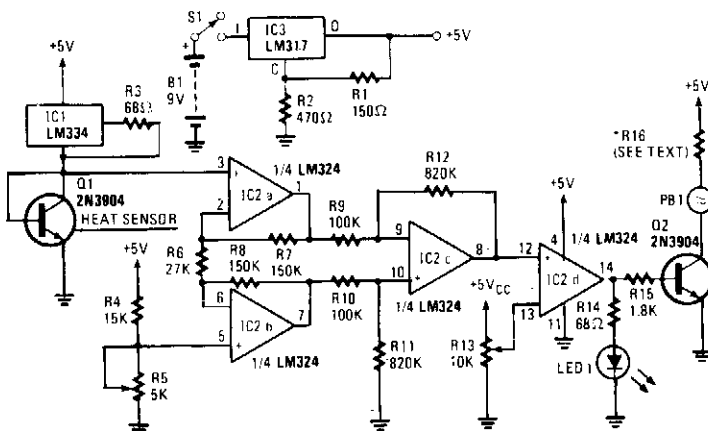 S1
I
IC3
LM317
O
+5V
C
B1
9V
R2
470Ω
R1
150Ω
+5V
R3
68Ω
IC1
LM334
Q1
2N3904
HEAT SENSOR
3
+
1/4 LM324
IC2 a
1
2
-
R6
27K
R8
150K
R7
150K
R9
100K
R12
820K
+5V
R4
15K
R5
5K
6
-
IC2 b
7
5
+
1/4 LM324
R10
100K
9
-
IC2 c
8
10
+
1/4 LM324
R11
820K
+5VCC
R13
10K
+5V
4
1/4 LM324
12
+
IC2 d
14
13
-
11
R14
68Ω
LED1
R15
1.8K
+5V
*R16
(SEE TEXT)
PB1
Q2
2N3904